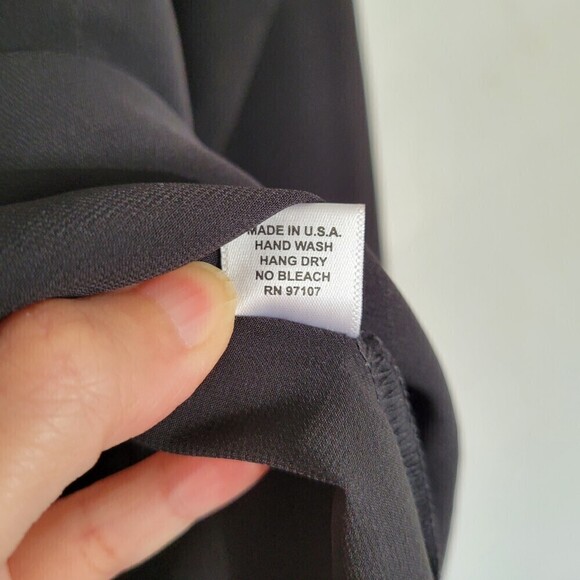 MADE IN U.S.A.
HAND WASH
HANG DRY
NO BLEACH
RN 97107